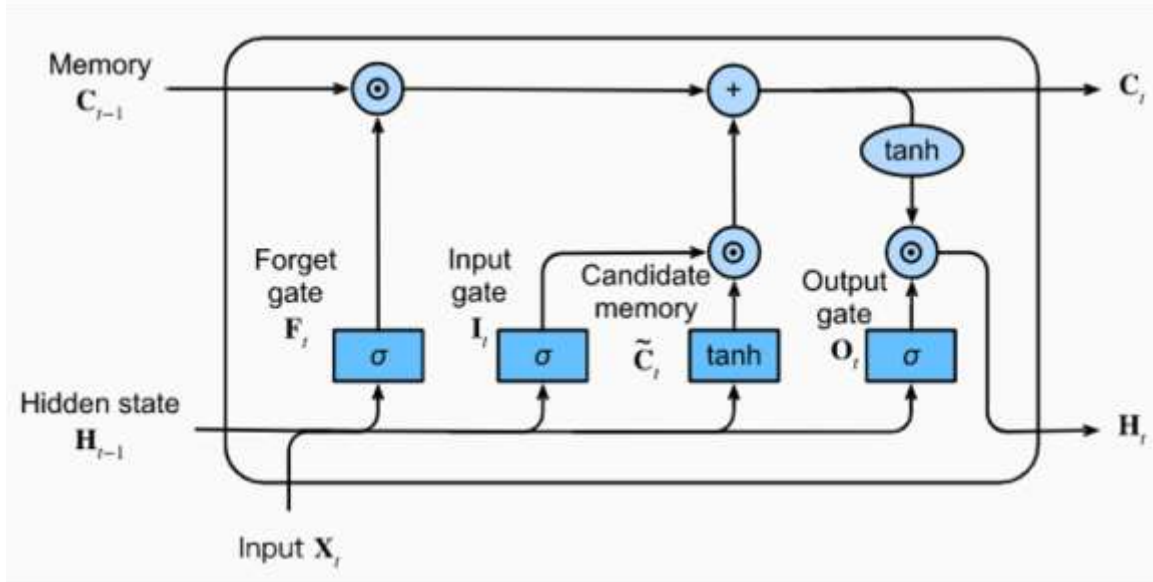 Memory
C_{t-1}
⊙
+
C_t
tanh
Forget
gate
F_t
Input
gate
I_t
⊙
Candidate
memory
C̃_t
Output
gate
O_t
⊙
σ
σ
tanh
σ
Hidden state
H_{t-1}
H_t
Input X_t